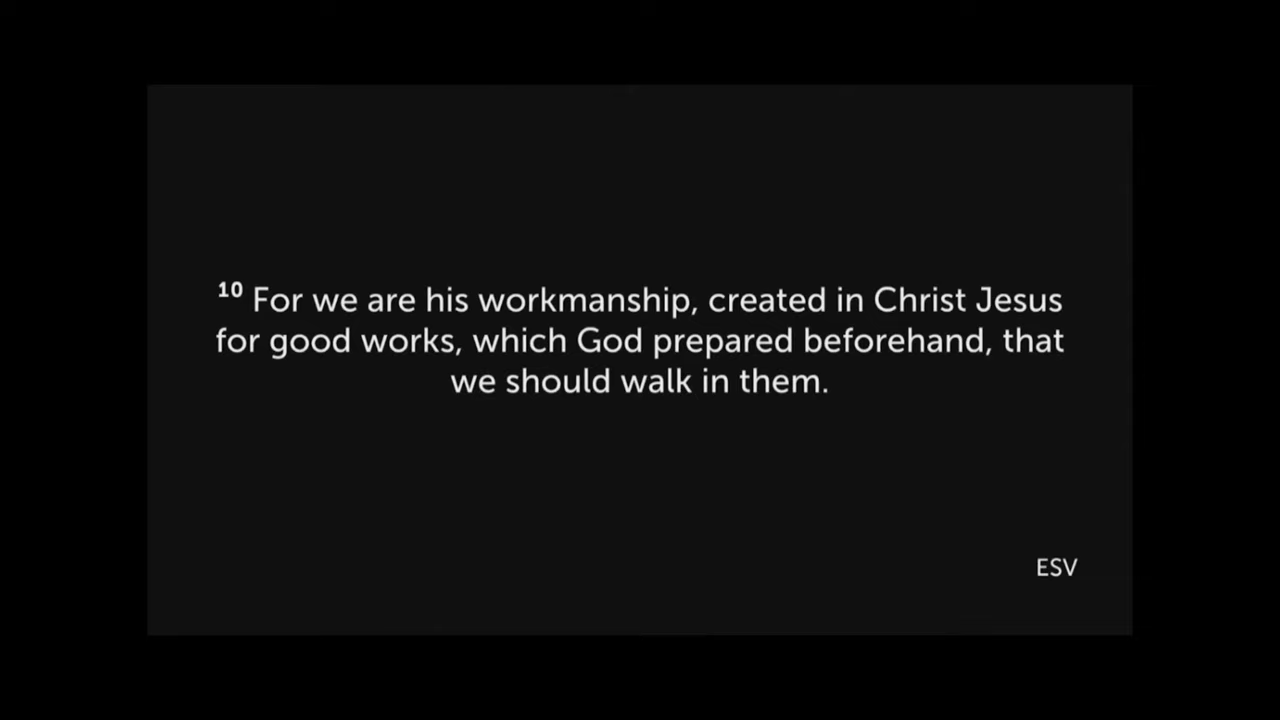 10 For we are his workmanship, created in Christ Jesus
for good works, which God prepared beforehand, that
we should walk in them.
ESV